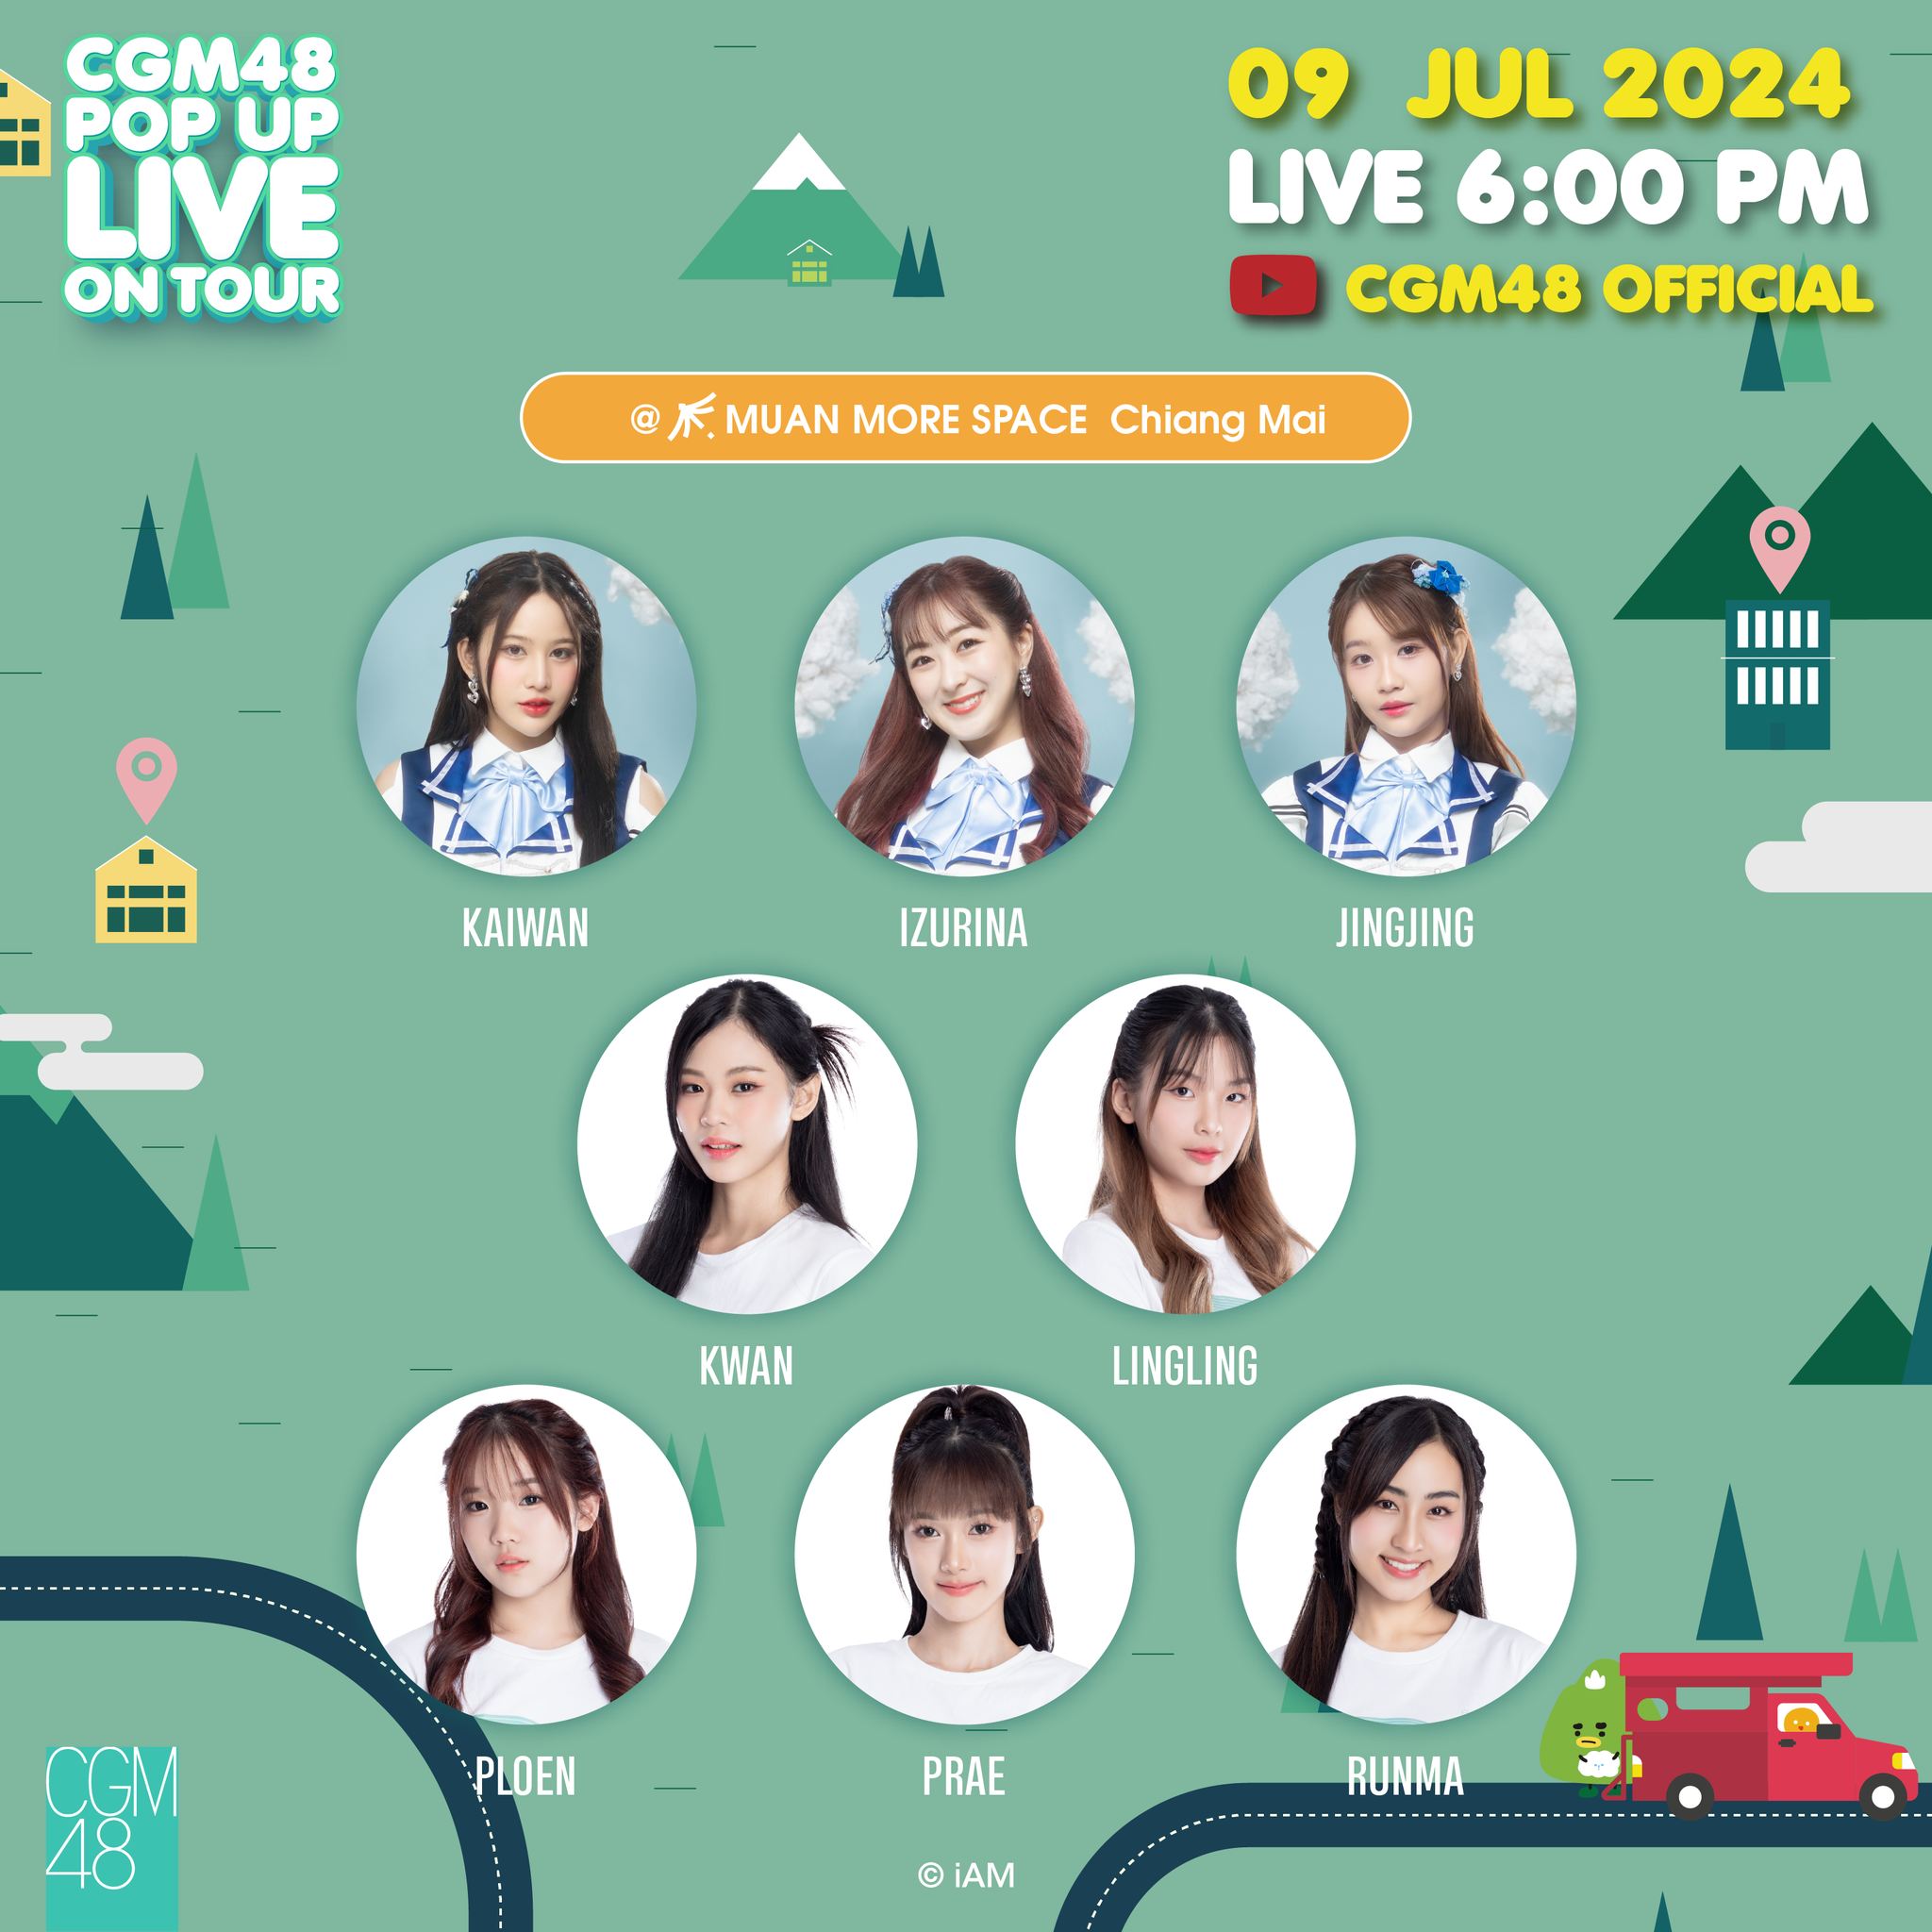 CGM48
POP UP
LIVE
ON TOUR
09 JUL 2024
LIVE 6:00 PM
CGM48 OFFICIAL
@ MUAN MORE SPACE Chiang Mai
KAIWAN
IZURINA
JINGJING
KWAN
LINGLING
PLOEN
PRAE
RUNMA
CGM
48
© iAM